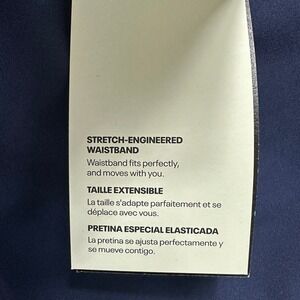 STRETCH-ENGINEERED
WAISTBAND
Waistband fits perfectly,
and moves with you.
TAILLE EXTENSIBLE
La taille s'adapte parfaitement et se
déplace avec vous.
PRETINA ESPECIAL ELASTICADA
La pretina se ajusta perfectamente y
se mueve contigo.